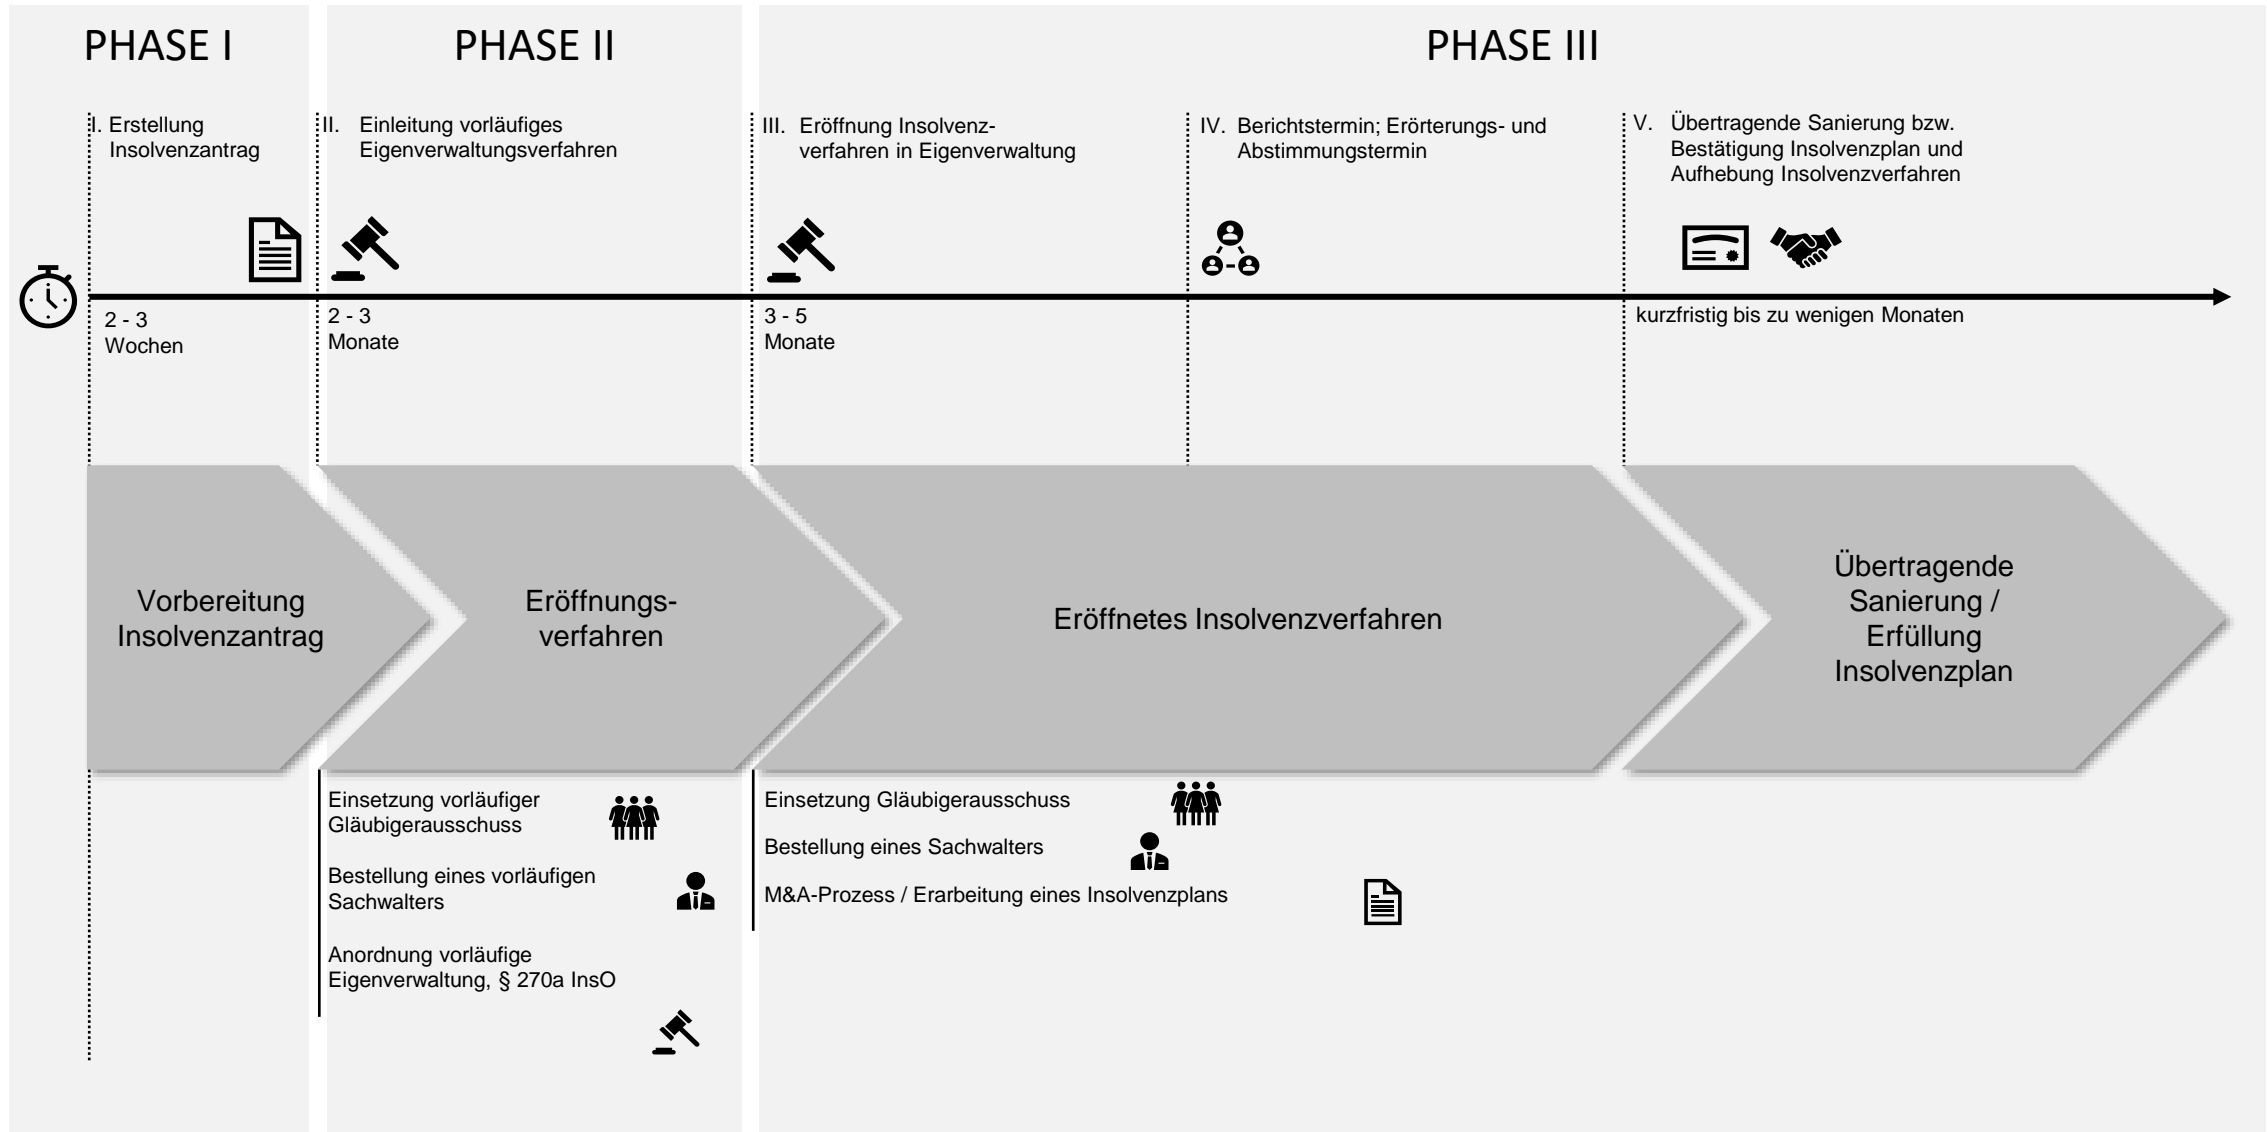 PHASE I
PHASE II
PHASE III
I. Erstellung
Insolvenzantrag
II. Einleitung vorläufiges
Eigenverwaltungsverfahren
III. Eröffnung Insolvenz-
verfahren in Eigenverwaltung
IV. Berichtstermin; Erörterungs- und
Abstimmungstermin
V. Übertragende Sanierung bzw.
Bestätigung Insolvenzplan und
Aufhebung Insolvenzverfahren
2 - 3
Wochen
2 - 3
Monate
3 - 5
Monate
kurzfristig bis zu wenigen Monaten
Vorbereitung
Insolvenzantrag
Eröffnungs-
verfahren
Eröffnetes Insolvenzverfahren
Übertragende
Sanierung /
Erfüllung
Insolvenzplan
Einsetzung vorläufiger
Gläubigerausschuss
Bestellung eines vorläufigen
Sachwalters
Anordnung vorläufige
Eigenverwaltung, § 270a InsO
Einsetzung Gläubigerausschuss
Bestellung eines Sachwalters
M&A-Prozess / Erarbeitung eines Insolvenzplans